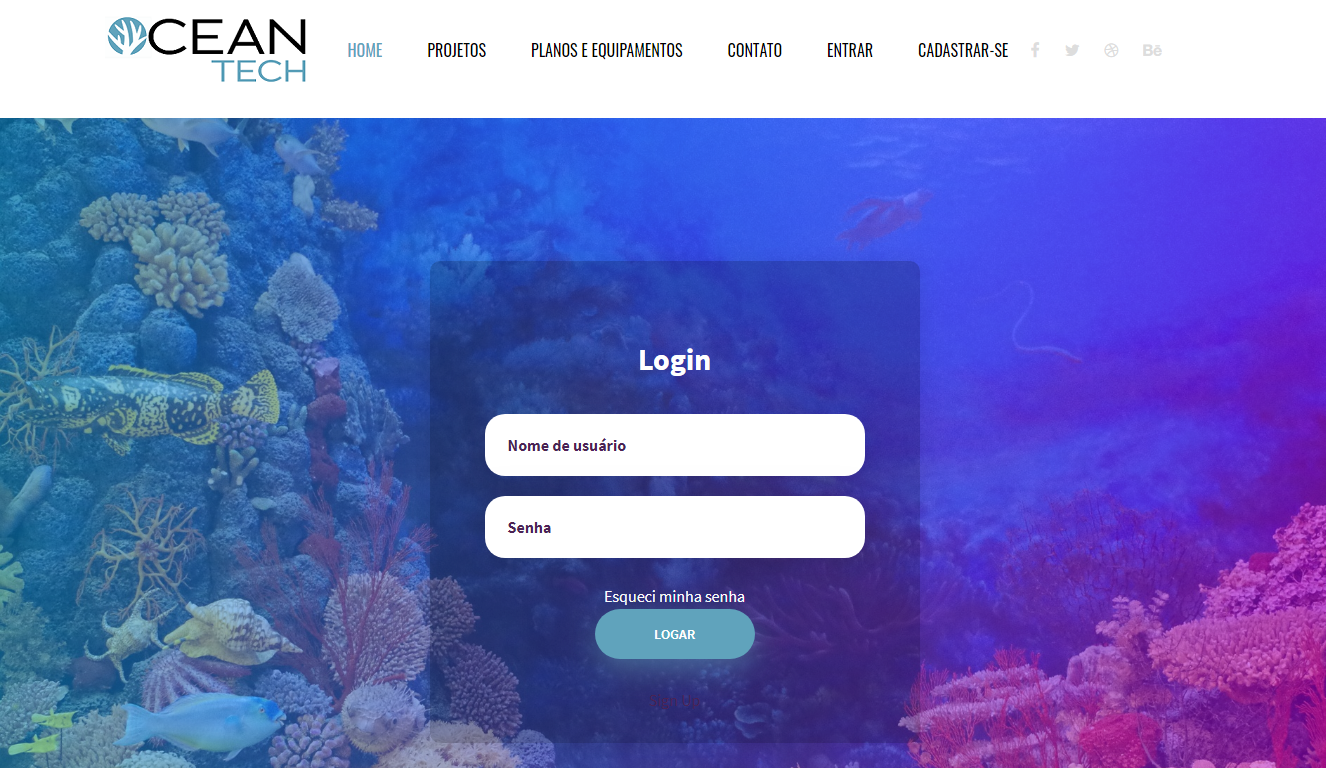 OCEAN
TECH
HOME PROJETOS PLANOS E EQUIPAMENTOS CONTATO ENTRAR CADASTRAR-SE
Login
Nome de usuário
Senha
Esqueci minha senha
LOGAR